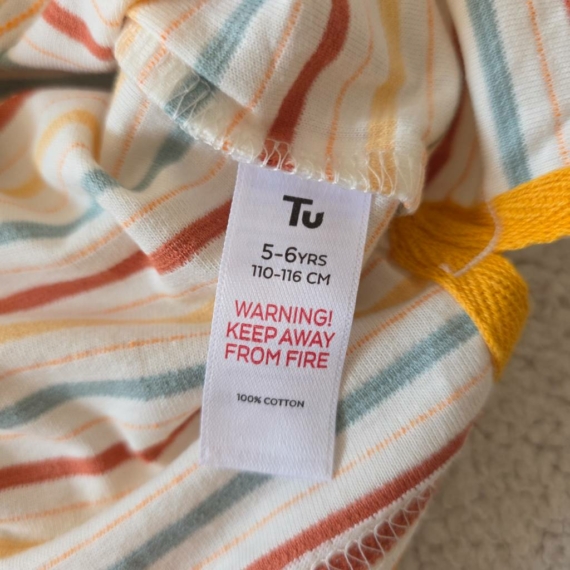 Tu
5-6YRS
110-116 CM
WARNING!
KEEP AWAY
FROM FIRE
100% COTTON